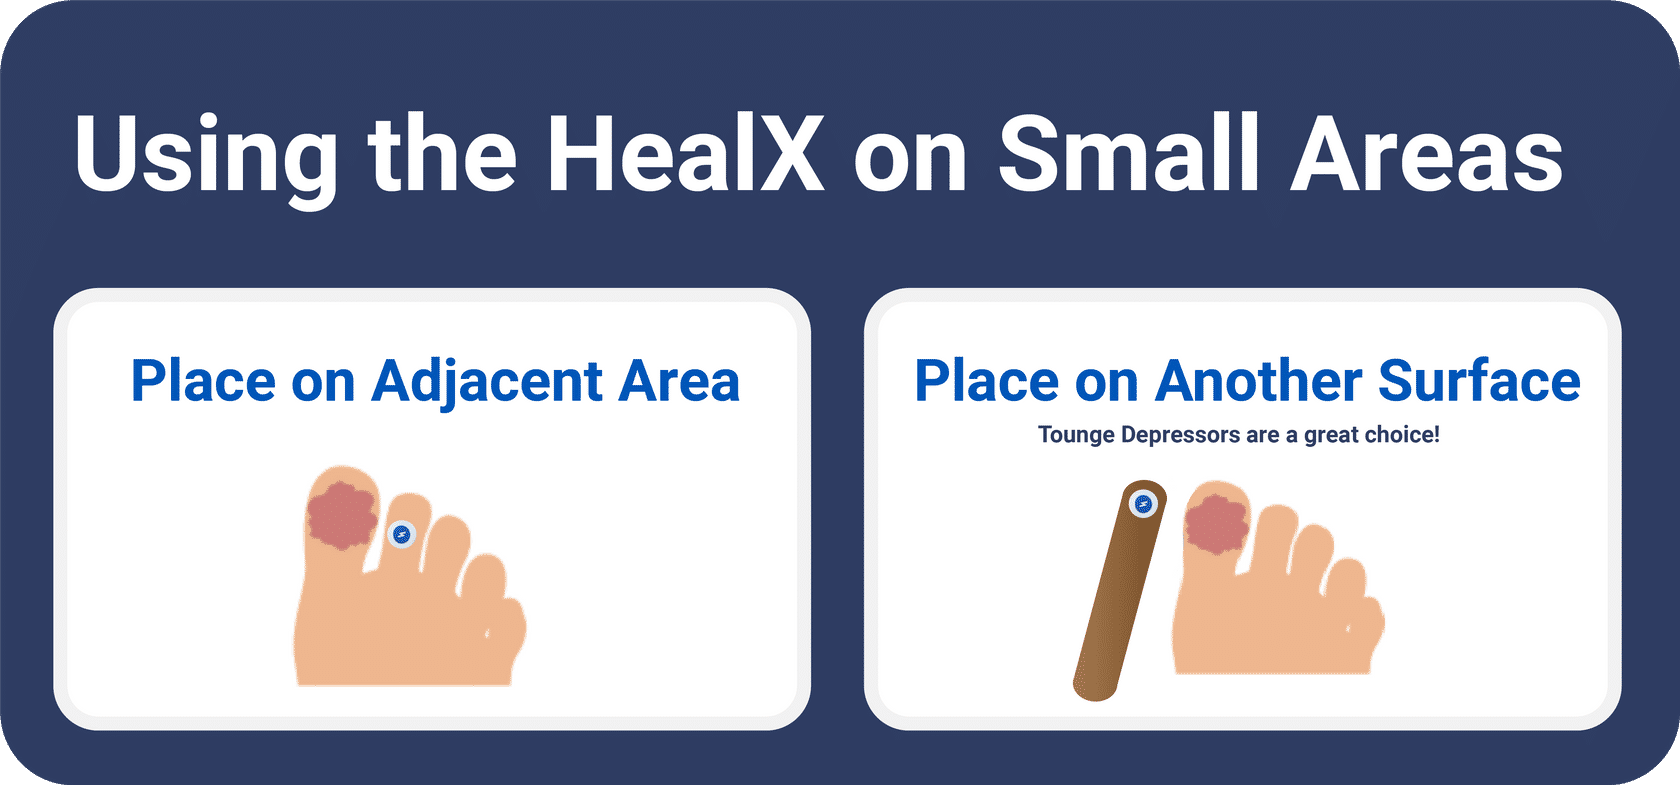 Using the HealX on Small Areas
Place on Adjacent Area
Place on Another Surface
Tounge Depressors are a great choice!